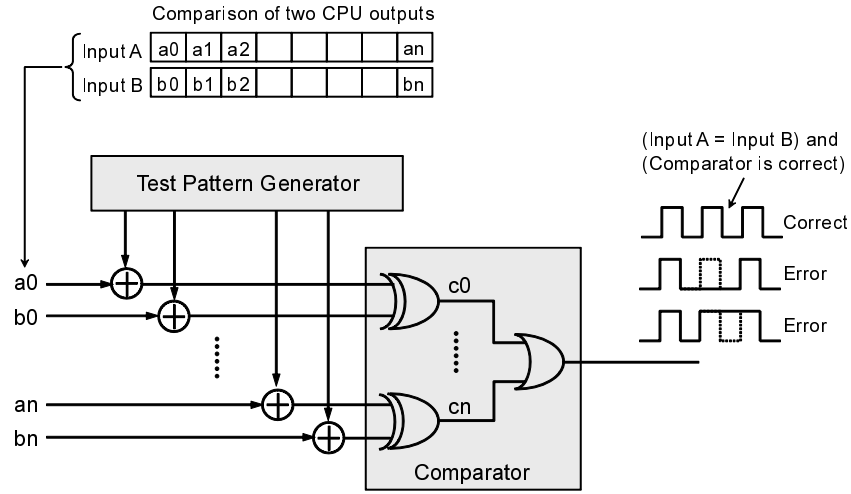 Comparison of two CPU outputs
Input A a0 a1 a2 an
Input B b0 b1 b2 bn
(Input A = Input B) and
(Comparator is correct)
Test Pattern Generator
Correct
Error
Error
a0
b0
an
bn
c0
cn
Comparator